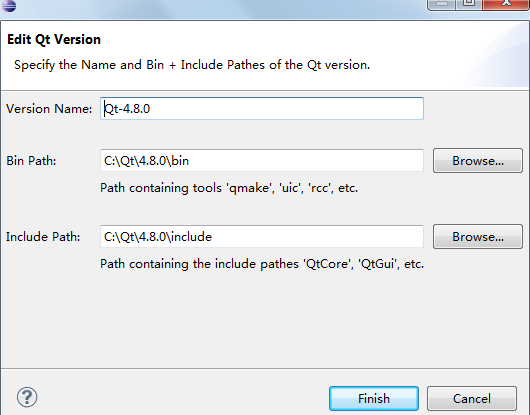 Edit Qt Version
Specify the Name and Bin + Include Pathes of the Qt version.
Version Name: Qt-4.8.0
Bin Path: C:\Qt\4.8.0\bin Browse...
Path containing tools 'qmake', 'uic', 'rcc', etc.
Include Path: C:\Qt\4.8.0\include Browse...
Path containing the include pathes 'QtCore', 'QtGui', etc.
? Finish Cancel